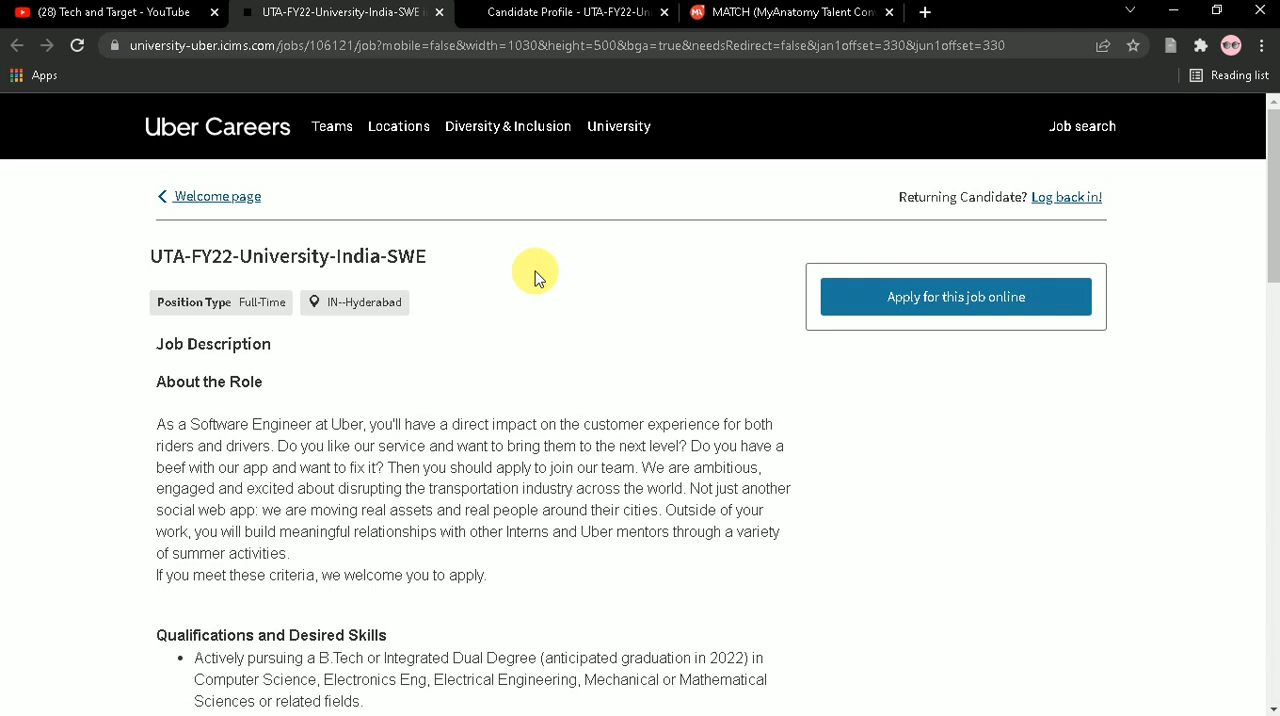 (28) Tech and Target - YouTube
UTA-FY22-University-India-SWE i
Candidate Profile - UTA-FY22-Un
MATCH (MyAnatomy Talent Com
university-uber.icims.com/jobs/106121/job?mobile=false&width=1030&height=500&bga=true&needsRedirect=false&jan1offset=330&jun1offset=330
Apps
Reading list
Uber Careers
Teams
Locations
Diversity & Inclusion
University
Job search
Welcome page
Returning Candidate? Log back in!
UTA-FY22-University-India-SWE
Position Type Full-Time
IN--Hyderabad
Apply for this job online
Job Description
About the Role
As a Software Engineer at Uber, you'll have a direct impact on the customer experience for both
riders and drivers. Do you like our service and want to bring them to the next level? Do you have a
beef with our app and want to fix it? Then you should apply to join our team. We are ambitious,
engaged and excited about disrupting the transportation industry across the world. Not just another
social web app: we are moving real assets and real people around their cities. Outside of your
work, you will build meaningful relationships with other Interns and Uber mentors through a variety
of summer activities.
If you meet these criteria, we welcome you to apply.
Qualifications and Desired Skills
• Actively pursuing a B.Tech or Integrated Dual Degree (anticipated graduation in 2022) in
Computer Science, Electronics Eng, Electrical Engineering, Mechanical or Mathematical
Sciences or related fields.